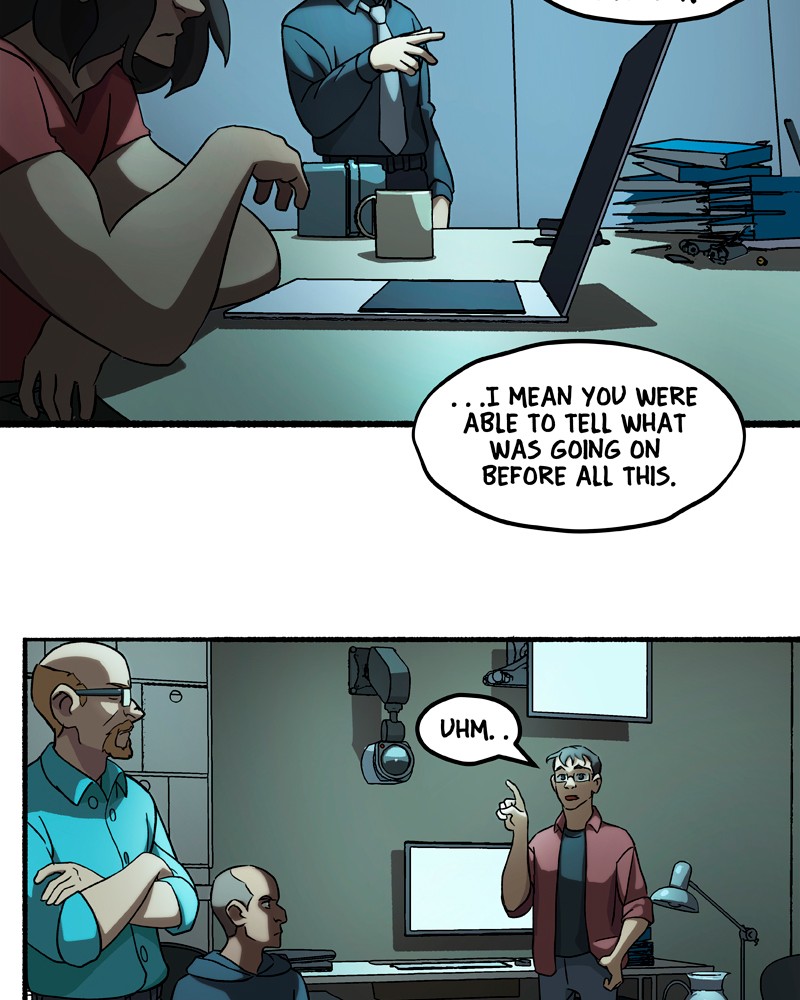 . . .I MEAN YOU WERE
ABLE TO TELL WHAT
WAS GOING ON
BEFORE ALL THIS.
UHM. .